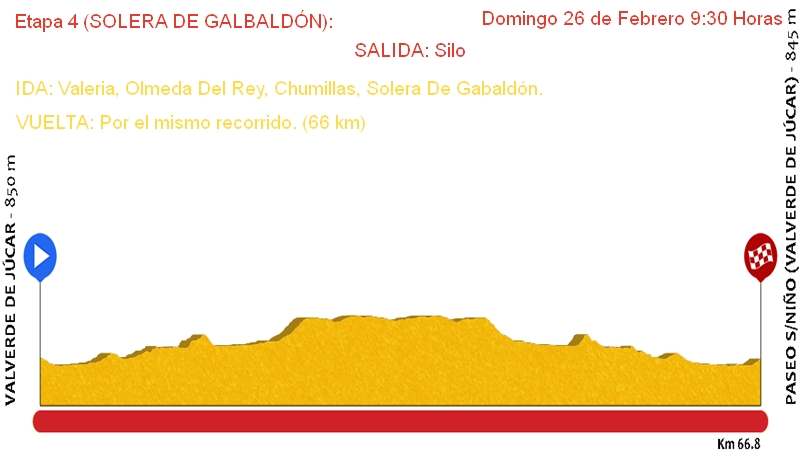 Etapa 4 (SOLERA DE GALBALDÓN):
Domingo 26 de Febrero 9:30 Horas
SALIDA: Silo
IDA: Valeria, Olmeda Del Rey, Chumillas, Solera De Gabaldón.
VUELTA: Por el mismo recorrido. (66 km)
VALVERDE DE JÚCAR - 850 m
PASEO S/NIÑO (VALVERDE DE JÚCAR) - 845 m
Km 66.8